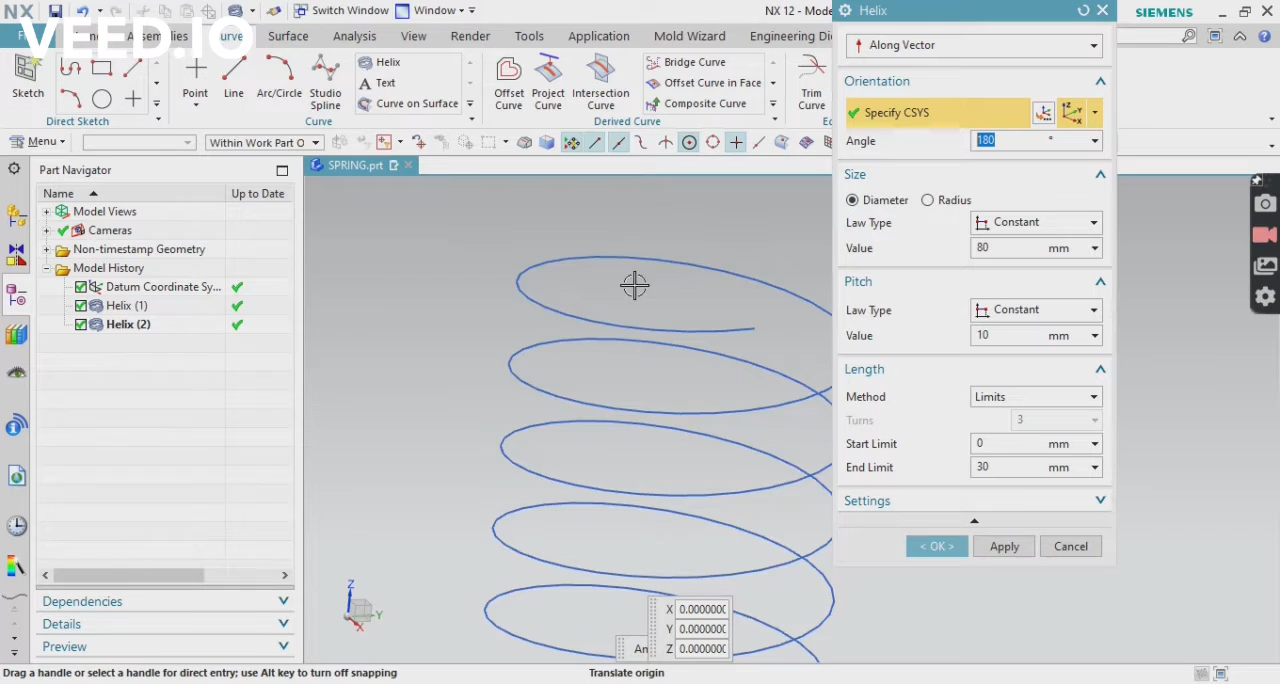 NX
Switch Window
Window
NX 12 - Mode
Helix
SIEMENS
VEED.IO
Assemblies
Curve
Surface
Analysis
View
Render
Tools
Application
Mold Wizard
Engineering Di
Sketch
Point
Line
Arc/Circle
Studio
Spline
Helix
Text
Curve on Surface
Offset
Curve
Project
Curve
Intersection
Curve
Bridge Curve
Offset Curve in Face
Composite Curve
Trim
Curve
Direct Sketch
Curve
Derived Curve
Menu
Within Work Part O
Part Navigator
SPRING.prt
Name
Up to Date
Model Views
Cameras
Non-timestamp Geometry
Model History
Datum Coordinate Sy...
Helix (1)
Helix (2)
Dependencies
Details
Preview
Along Vector
Orientation
Specify CSYS
Angle
180
°
Size
Diameter
Radius
Law Type
Constant
Value
80
mm
Pitch
Law Type
Constant
Value
10
mm
Length
Method
Limits
Turns
3
Start Limit
0
mm
End Limit
30
mm
Settings
< OK >
Apply
Cancel
Z
Y
X
An
X 0.000000(
Y 0.000000(
Z 0.000000(
Drag a handle or select a handle for direct entry; use Alt key to turn off snapping
Translate origin